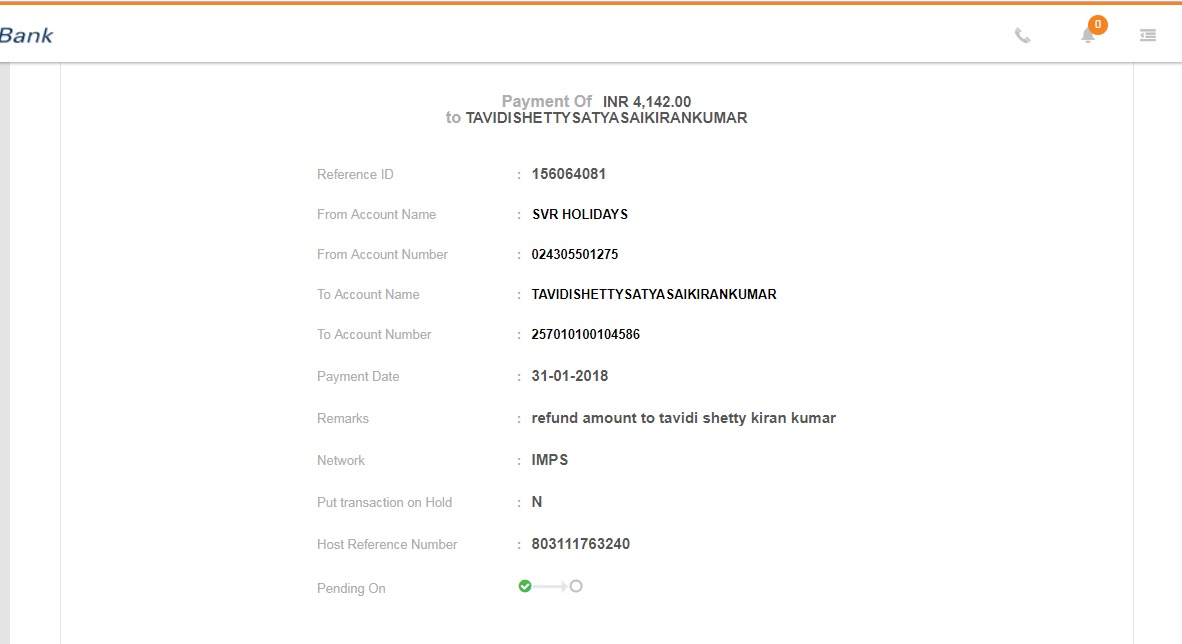 Bank
0
Payment Of INR 4,142.00
to TAVIDISHETTYSATYASAIKIRANKUMAR
Reference ID : 156064081
From Account Name : SVR HOLIDAYS
From Account Number : 024305501275
To Account Name : TAVIDISHETTYSATYASAIKIRANKUMAR
To Account Number : 257010100104586
Payment Date : 31-01-2018
Remarks : refund amount to tavidi shetty kiran kumar
Network : IMPS
Put transaction on Hold : N
Host Reference Number : 803111763240
Pending On